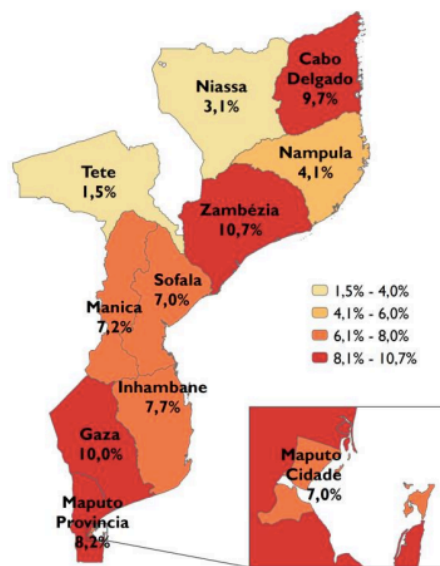 Cabo
Delgado
9,7%
Niassa
3,1%
Nampula
4,1%
Tete
1,5%
Zambézia
10,7%
Sofala
7,0%
Manica
7,2%
1,5% - 4,0%
4,1% - 6,0%
6,1% - 8,0%
8,1% - 10,7%
Inhambane
7,7%
Gaza
10,0%
Maputo
Cidade
7,0%
Maputo
Provincia
8,2%